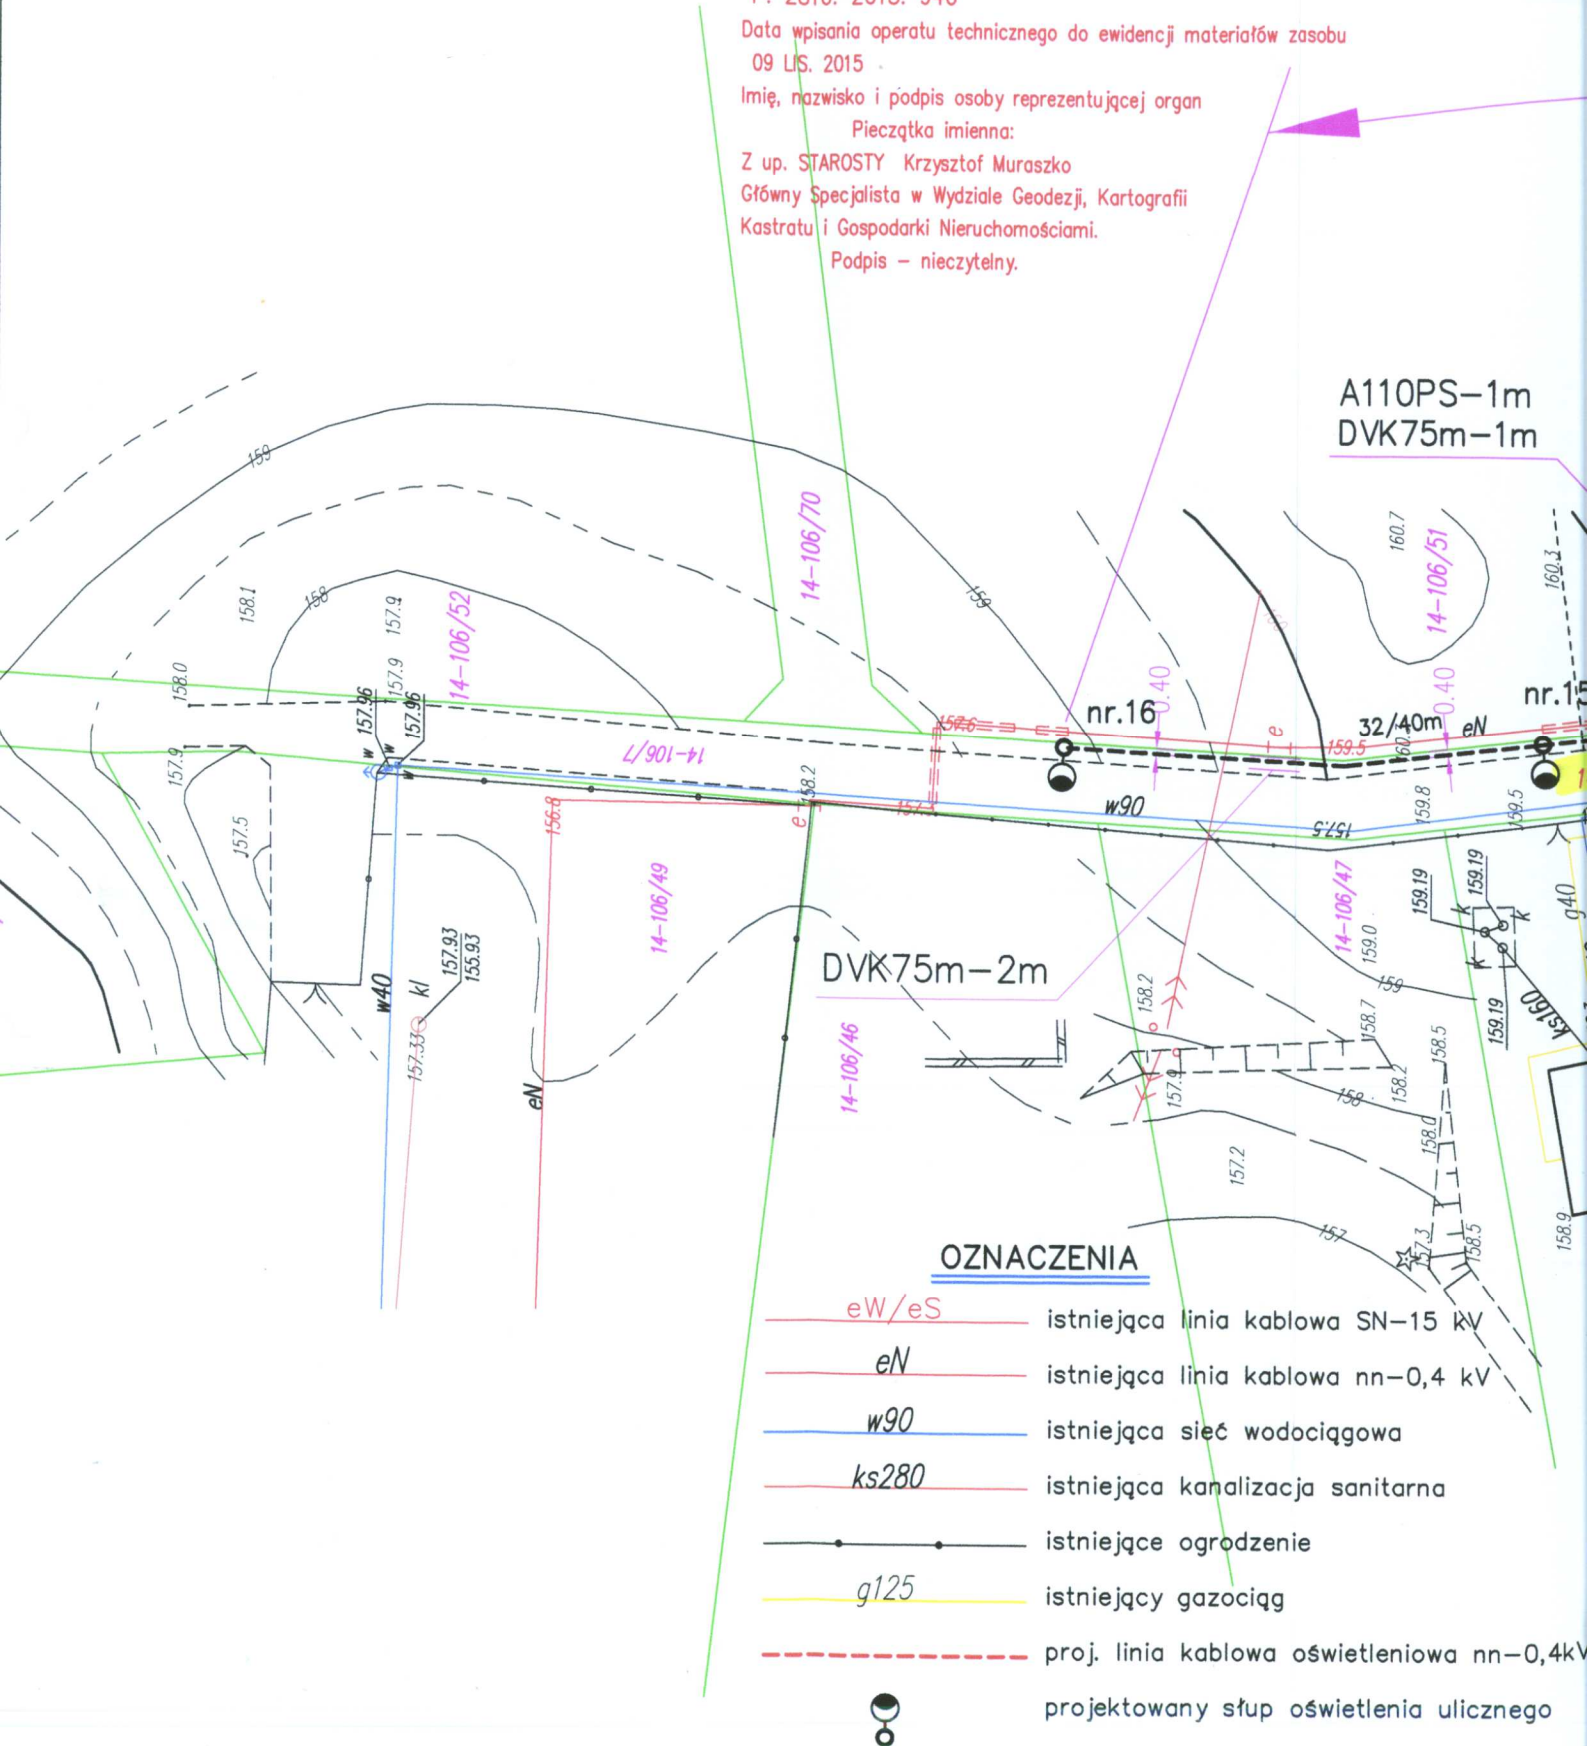 Data wpisania operatu technicznego do ewidencji materiałów zasobu
09 LIS. 2015
Imię, nazwisko i podpis osoby reprezentującej organ
Pieczątka imienna:
Z up. STAROSTY Krzysztof Muraszko
Główny Specjalista w Wydziale Geodezji, Kartografii
Kastratu i Gospodarki Nieruchomościami.
Podpis – nieczytelny.
A110PS–1m
DVK75m–1m
159
14–106/70
160.7
14–106/51
160.3
158.1
158
157.9
14–106/52
159
158.0
157.96
157.9
157.96
0.40
nr.16
0.40
32/40m
eN
159.5
157.6
e
w
w
w
14–106/7
157.9
158.2
157.5
156.8
e
w90
157.5
159.8
159.5
14–106/49
14–106/47
159.0
159.19
159.19
k
k
k
g40
w40
kl
157.93
155.93
157.33
DVK75m–2m
158.2
159
158.7
158.5
159.19
ks160
eN
14–106/46
157.9
158
158.2
158.0
157.2
157
157.3
158.5
158.9
OZNACZENIA
eW/eS istniejąca linia kablowa SN–15 kV
eN istniejąca linia kablowa nn–0,4 kV
w90 istniejąca sieć wodociągowa
ks280 istniejąca kanalizacja sanitarna
istniejące ogrodzenie
g125 istniejący gazociąg
proj. linia kablowa oświetleniowa nn–0,4kV
projektowany słup oświetlenia ulicznego